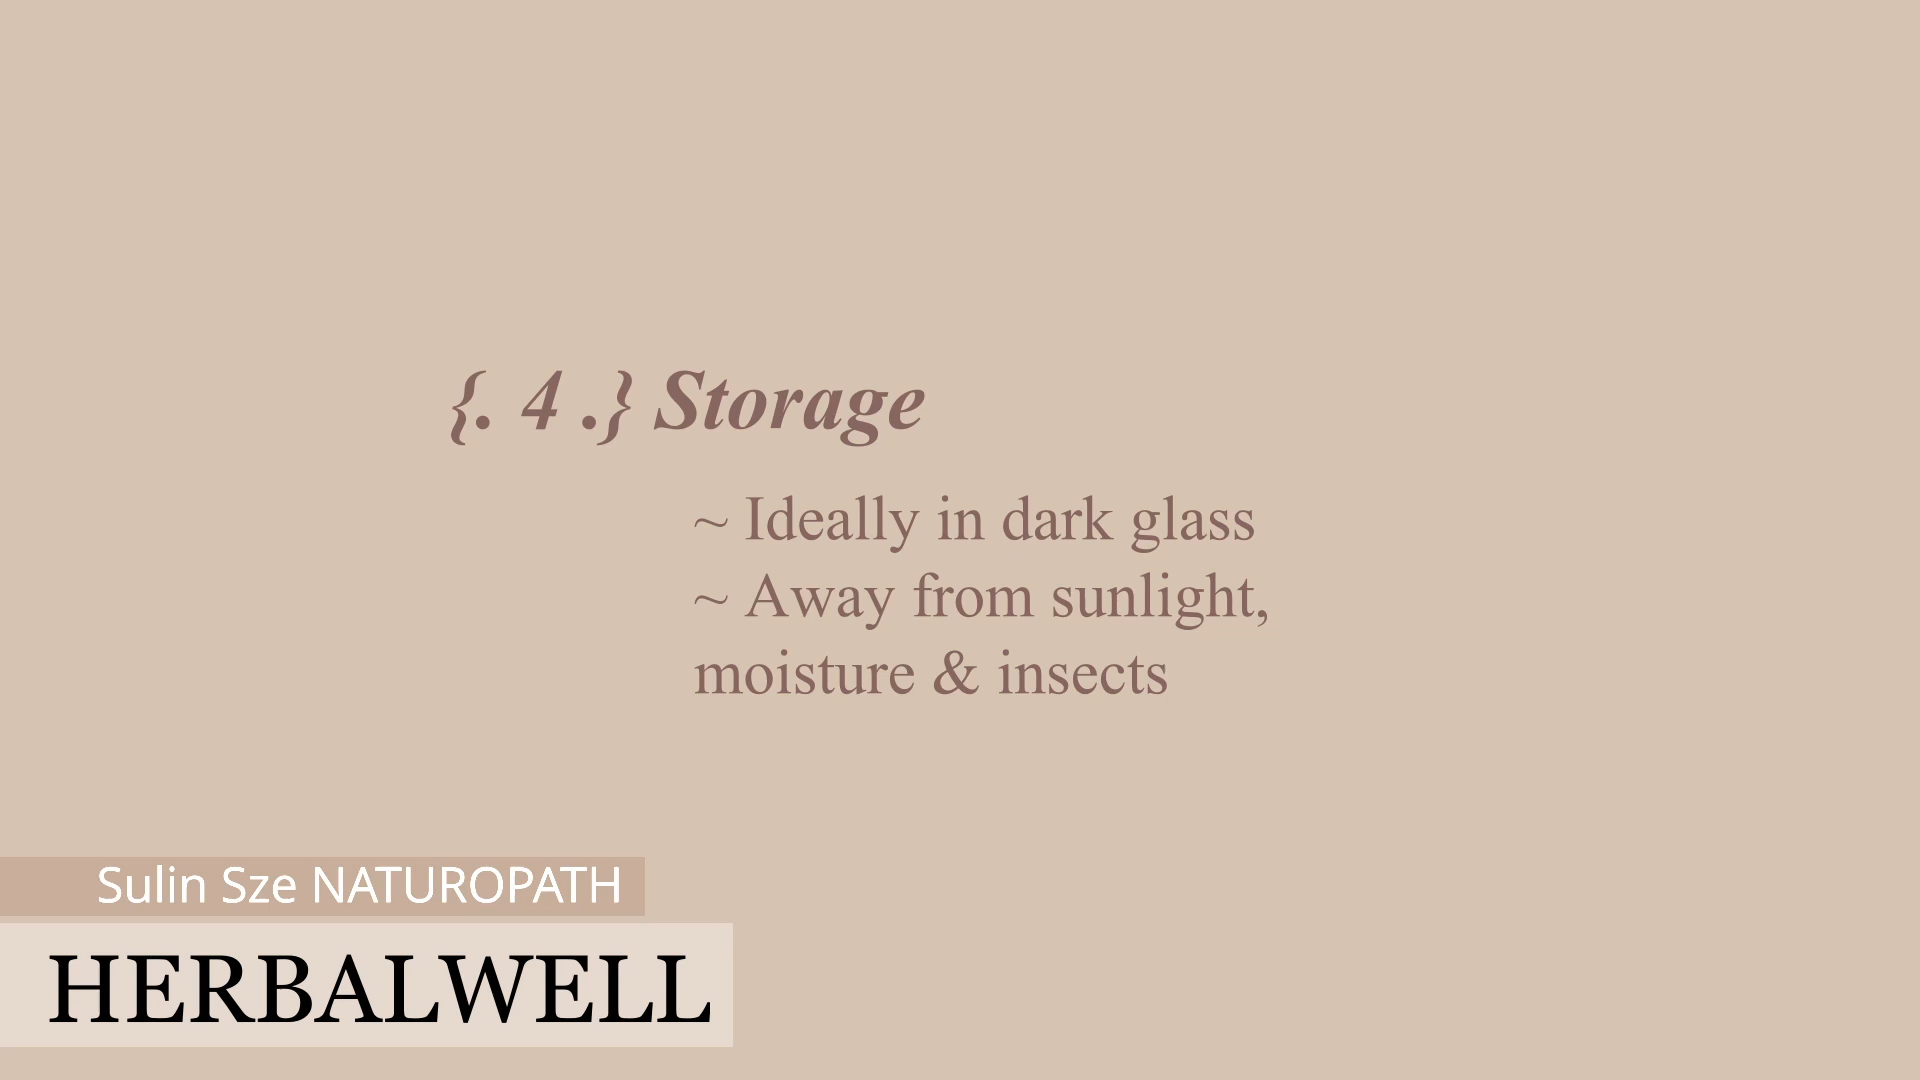 {. 4 .} Storage
~ Ideally in dark glass
~ Away from sunlight,
moisture & insects
Sulin Sze NATUROPATH
HERBALWELL